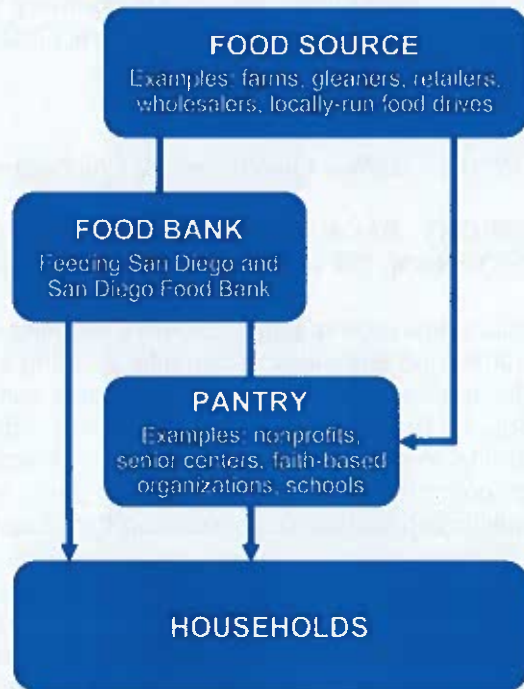 FOOD SOURCE
Examples: farms, gleaners, retailers,
wholesalers, locally-run food drives
FOOD BANK
Feeding San Diego and
San Diego Food Bank
PANTRY
Examples: nonprofits,
senior centers, faith-based
organizations, schools
HOUSEHOLDS